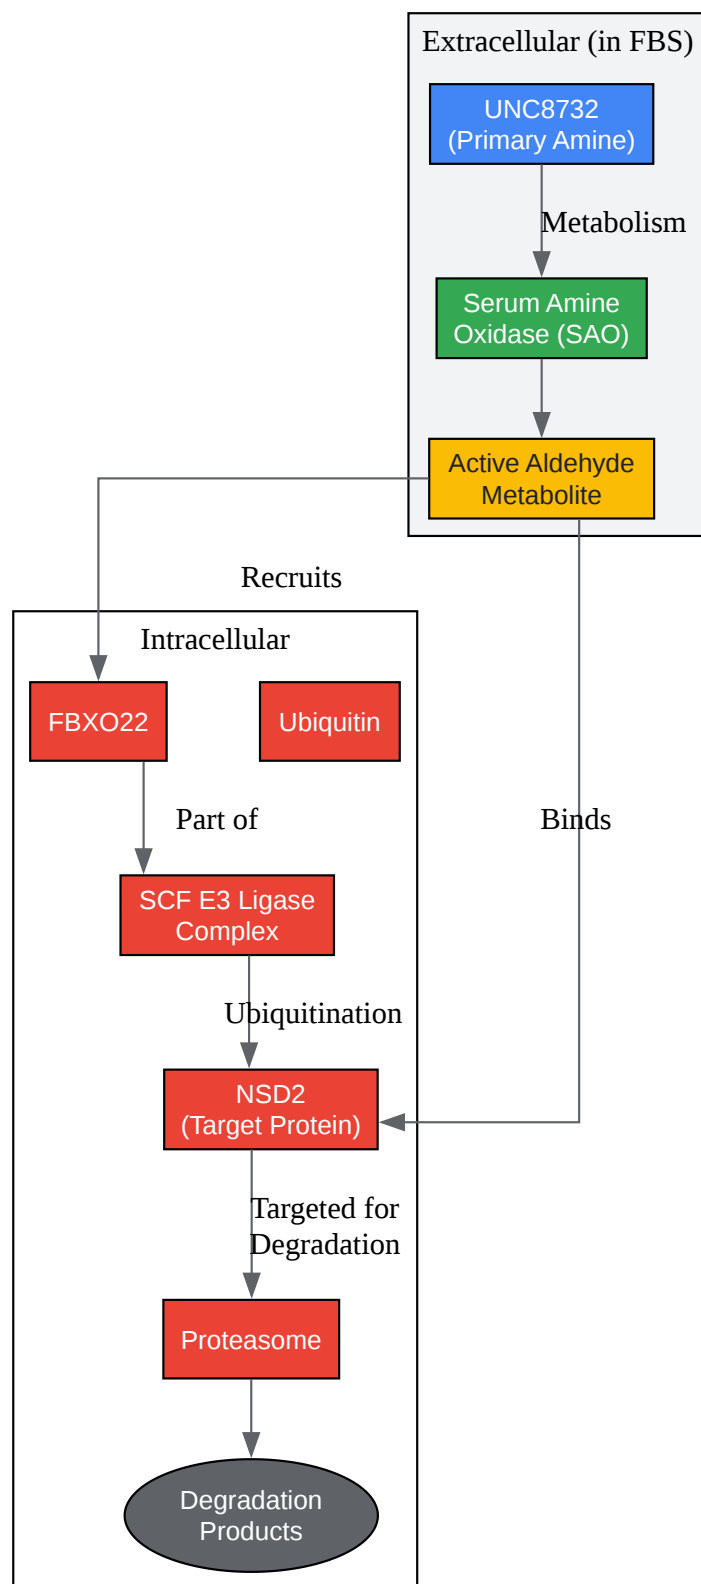 Extracellular (in FBS)
UNC8732
(Primary Amine)
Metabolism
Serum Amine
Oxidase (SAO)
Active Aldehyde
Metabolite
Recruits
Intracellular
FBXO22
Ubiquitin
Part of
Binds
SCF E3 Ligase
Complex
Ubiquitination
NSD2
(Target Protein)
Targeted for
Degradation
Proteasome
Degradation
Products